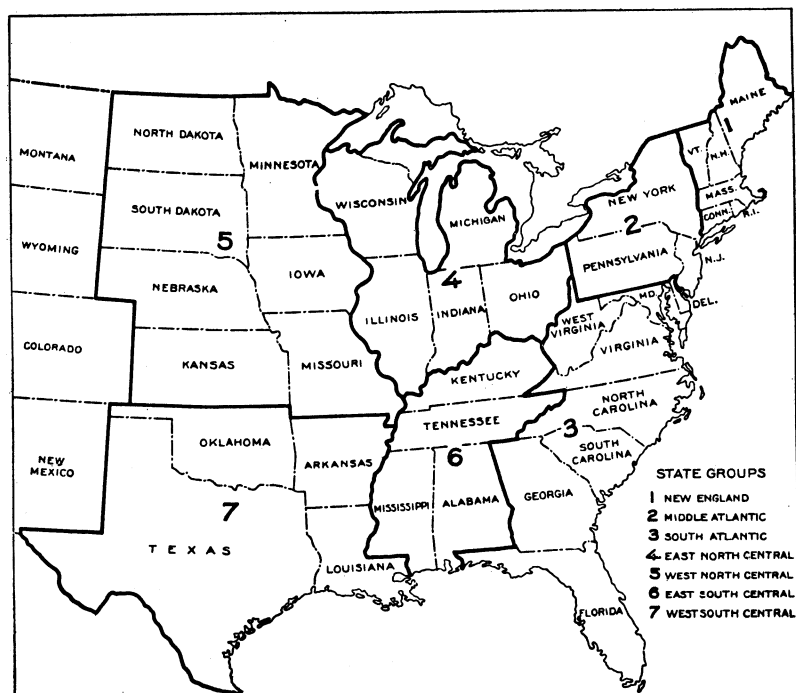 MAINE
1
VT.
N.H.
MONTANA
NORTH DAKOTA
MINNESOTA
MASS.
CONN.
R.I.
NEW YORK
2
WISCONSIN
MICHIGAN
SOUTH DAKOTA
5
WYOMING
PENNSYLVANIA
N.J.
IOWA
4
NEBRASKA
OHIO
MD.
DEL.
ILLINOIS
INDIANA
WEST
VIRGINIA
VIRGINIA
COLORADO
KANSAS
MISSOURI
KENTUCKY
NORTH
CAROLINA
TENNESSEE
3
OKLAHOMA
SOUTH
CAROLINA
NEW
MEXICO
ARKANSAS
6
MISSISSIPPI
ALABAMA
GEORGIA
7
TEXAS
LOUISIANA
FLORIDA
STATE GROUPS
1 NEW ENGLAND
2 MIDDLE ATLANTIC
3 SOUTH ATLANTIC
4 EAST NORTH CENTRAL
5 WEST NORTH CENTRAL
6 EAST SOUTH CENTRAL
7 WEST SOUTH CENTRAL